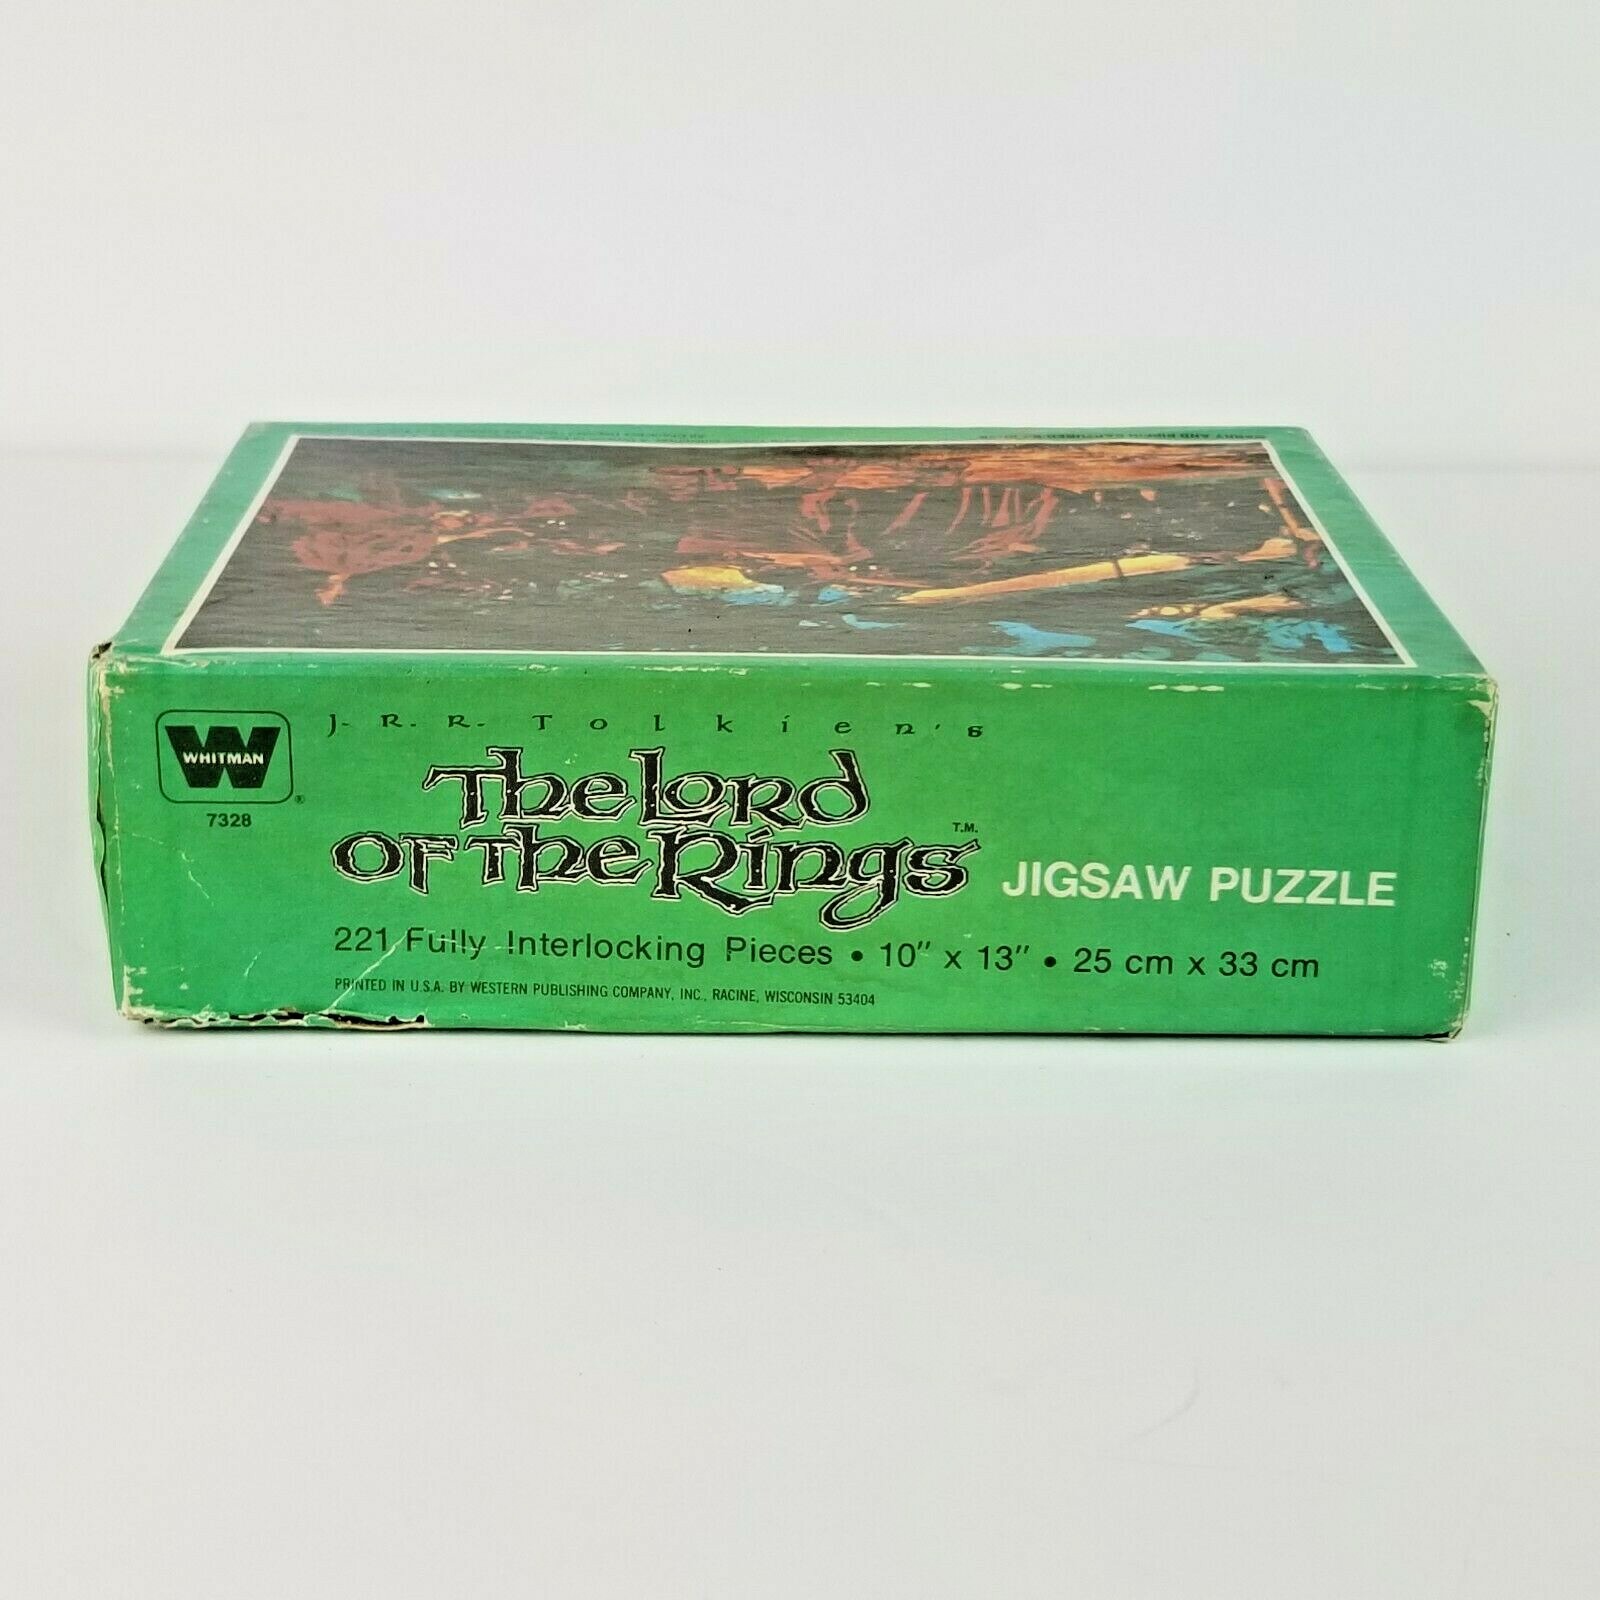 WHITMAN
®
7328
J. R. R. Tolkien's
The Lord
OF The Rings T.M.
JIGSAW PUZZLE
221 Fully Interlocking Pieces • 10" x 13" • 25 cm x 33 cm
PRINTED IN U.S.A. BY WESTERN PUBLISHING COMPANY, INC., RACINE, WISCONSIN 53404